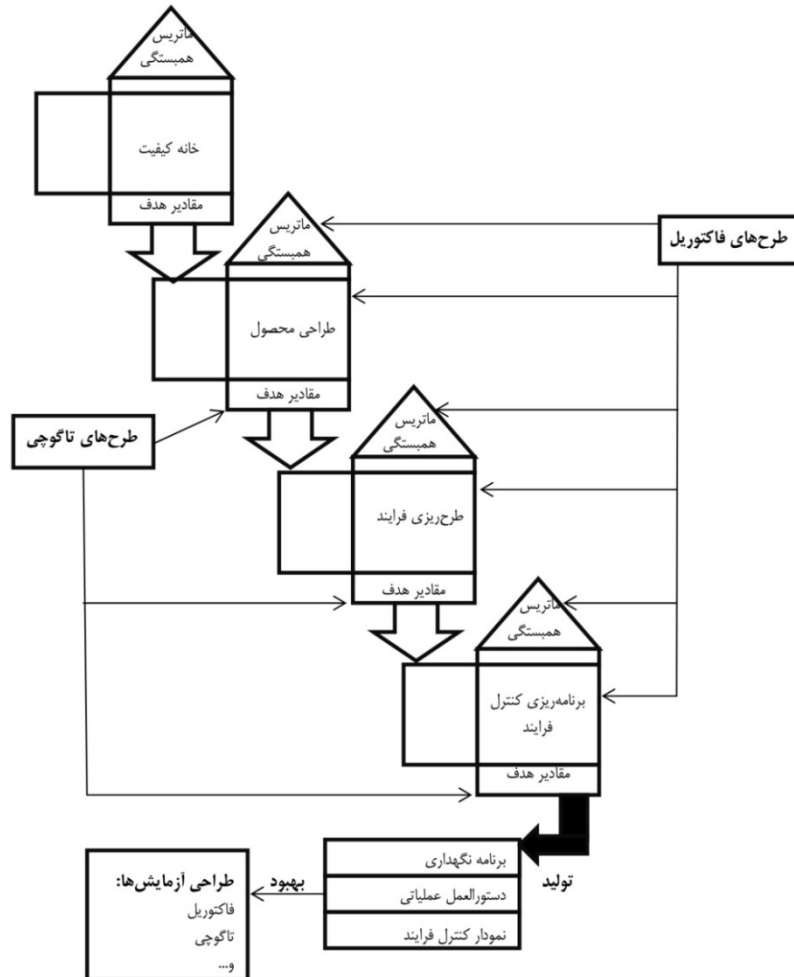 ماتریس
همبستگی
خانه کیفیت
مقادیر هدف
ماتریس
همبستگی
طرح‌های فاکتوریل
طراحی محصول
مقادیر هدف
ماتریس
همبستگی
طرح‌های تاگوچی
طرح‌ریزی فرایند
مقادیر هدف
ماتریس
همبستگی
برنامه‌ریزی کنترل
فرایند
مقادیر هدف
تولید
برنامه نگهداری
دستورالعمل عملیاتی
نمودار کنترل فرایند
بهبود
طراحی آزمایش‌ها:
فاکتوریل
تاگوچی
و...